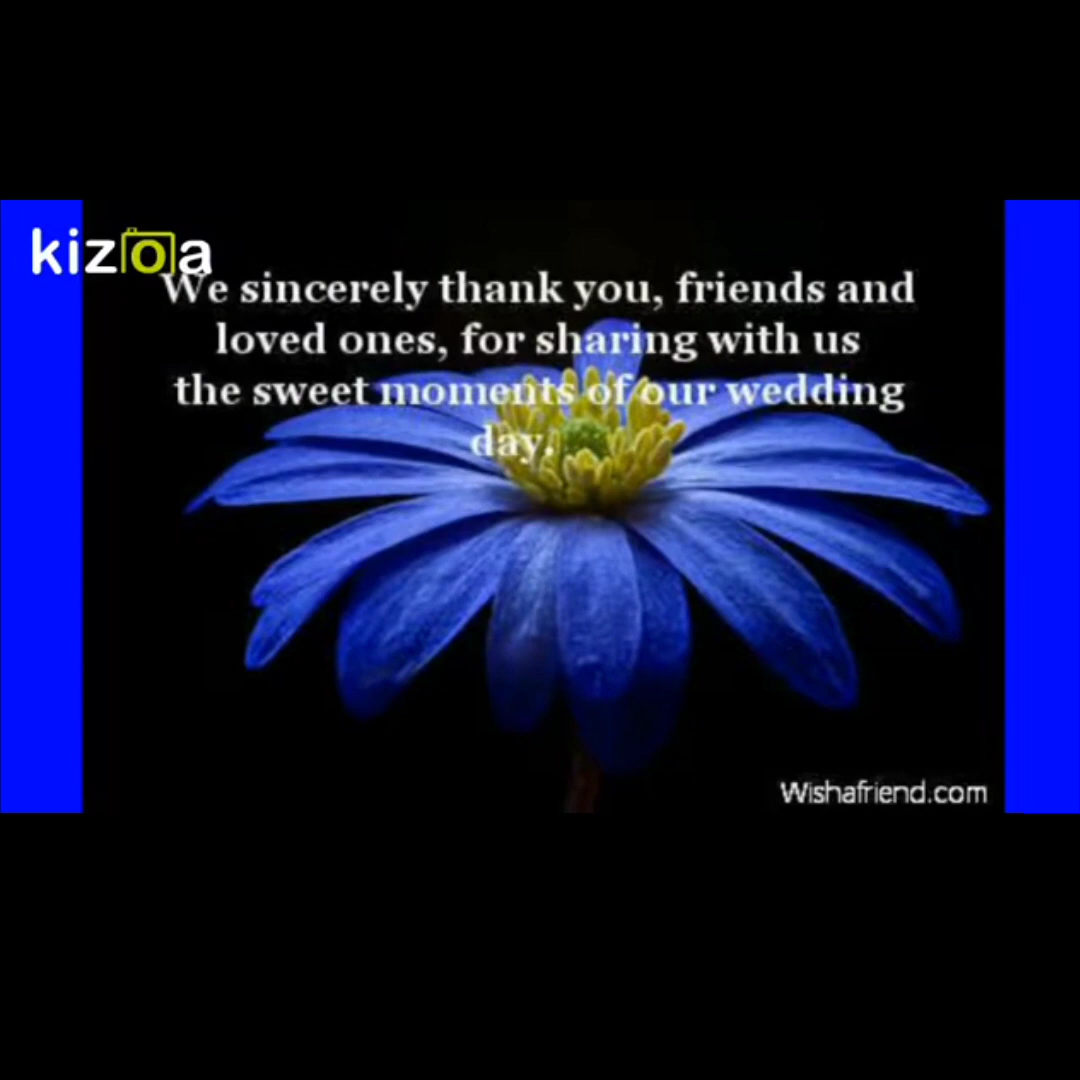 kizoa
We sincerely thank you, friends and
loved ones, for sharing with us
the sweet moments of our wedding
day.
Wishafriend.com